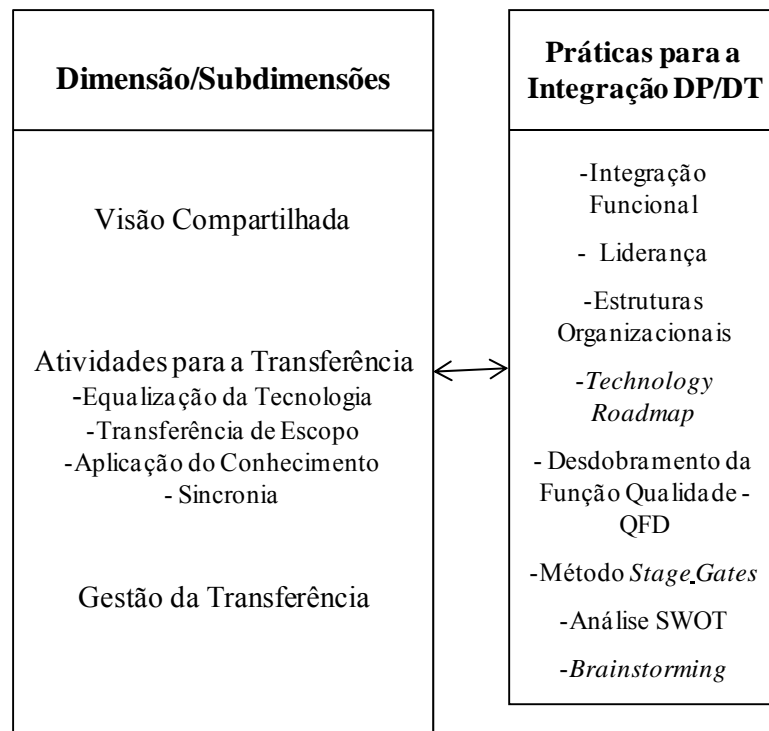 Dimensão/Subdimensões
Visão Compartilhada
Atividades para a Transferência
-Equalização da Tecnologia
-Transferência de Escopo
-Aplicação do Conhecimento
- Sincronia
Gestão da Transferência
Práticas para a
Integração DP/DT
-Integração
Funcional
- Liderança
-Estruturas
Organizacionais
-Technology
Roadmap
- Desdobramento da
Função Qualidade -
QFD
-Método Stage Gates
-Análise SWOT
-Brainstorming